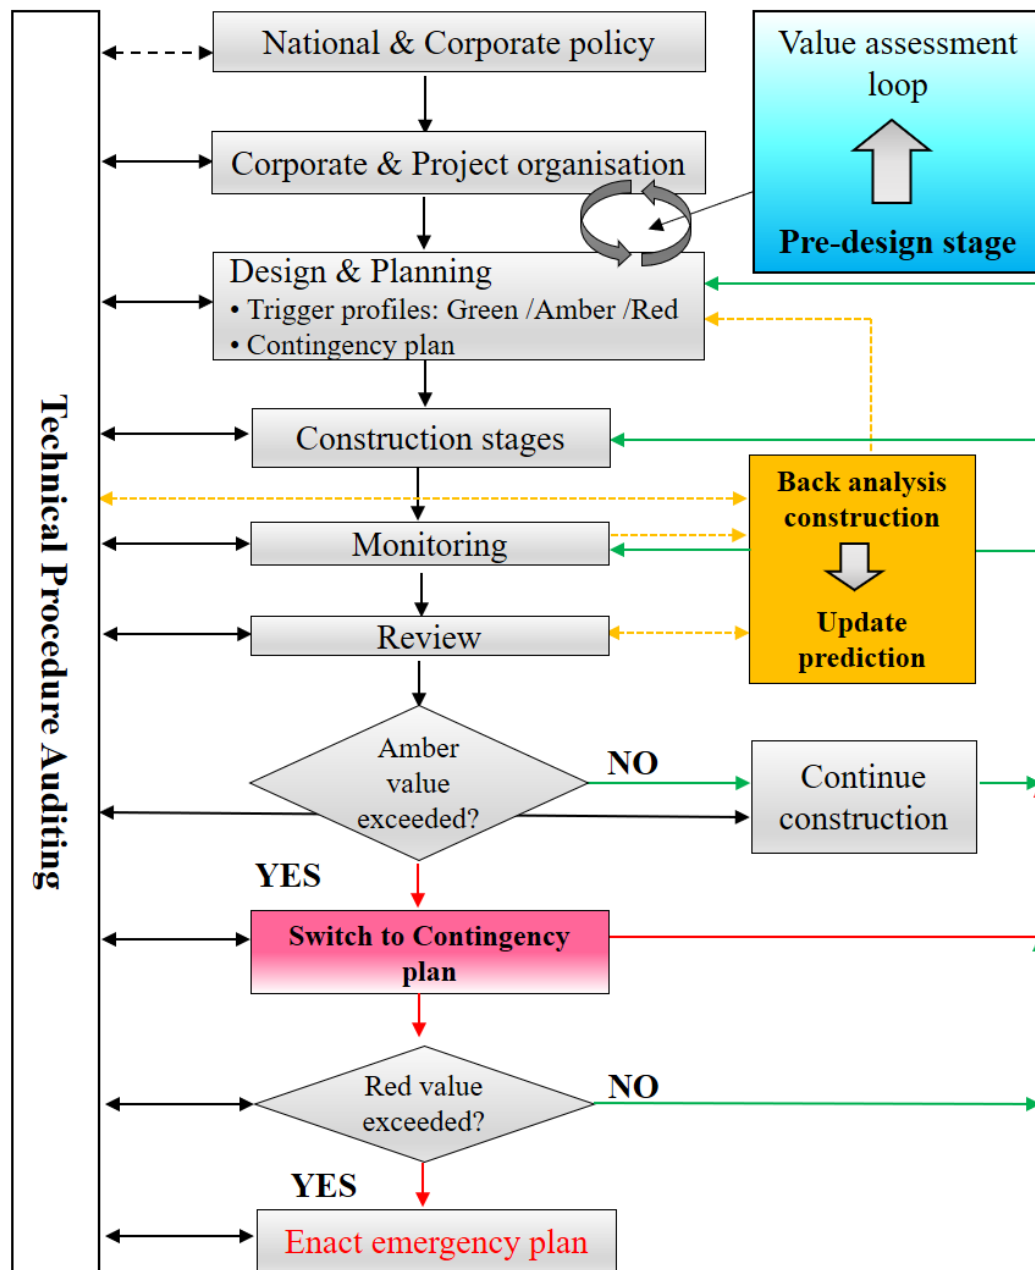 National & Corporate policy
Value assessment
loop
Pre-design stage
Corporate & Project organisation
Design & Planning
• Trigger profiles: Green /Amber /Red
• Contingency plan
Technical Procedure Auditing
Construction stages
Back analysis
construction
Update
prediction
Monitoring
Review
Amber
value
exceeded?
NO
Continue
construction
YES
Switch to Contingency
plan
Red value
exceeded?
NO
YES
Enact emergency plan